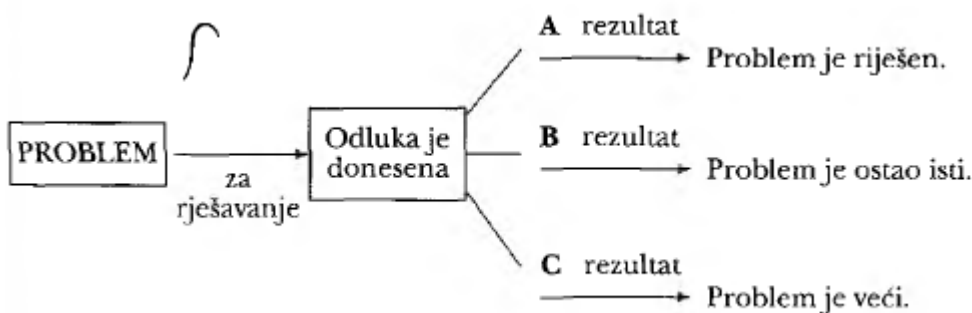 A rezultat
Problem je riješen.
PROBLEM
za
rješavanje
Odluka je
donesena
B rezultat
Problem je ostao isti.
C rezultat
Problem je veći.